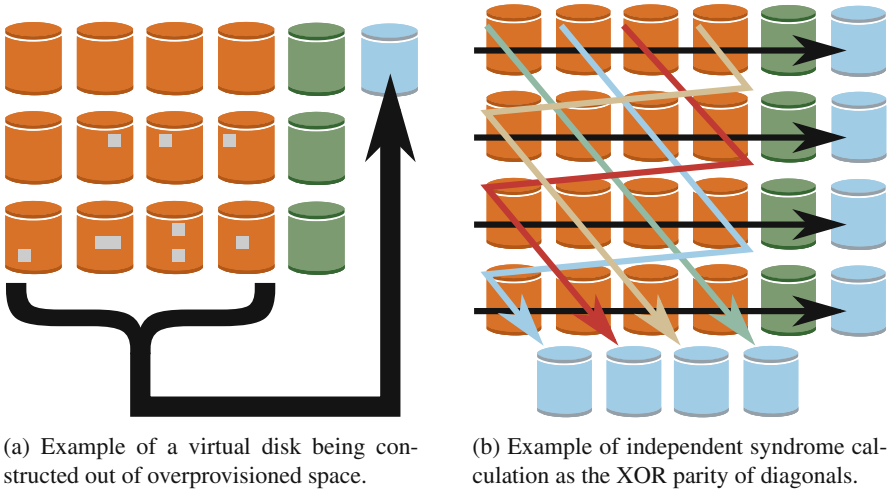 (a) Example of a virtual disk being con-
structed out of overprovisioned space.
(b) Example of independent syndrome cal-
culation as the XOR parity of diagonals.